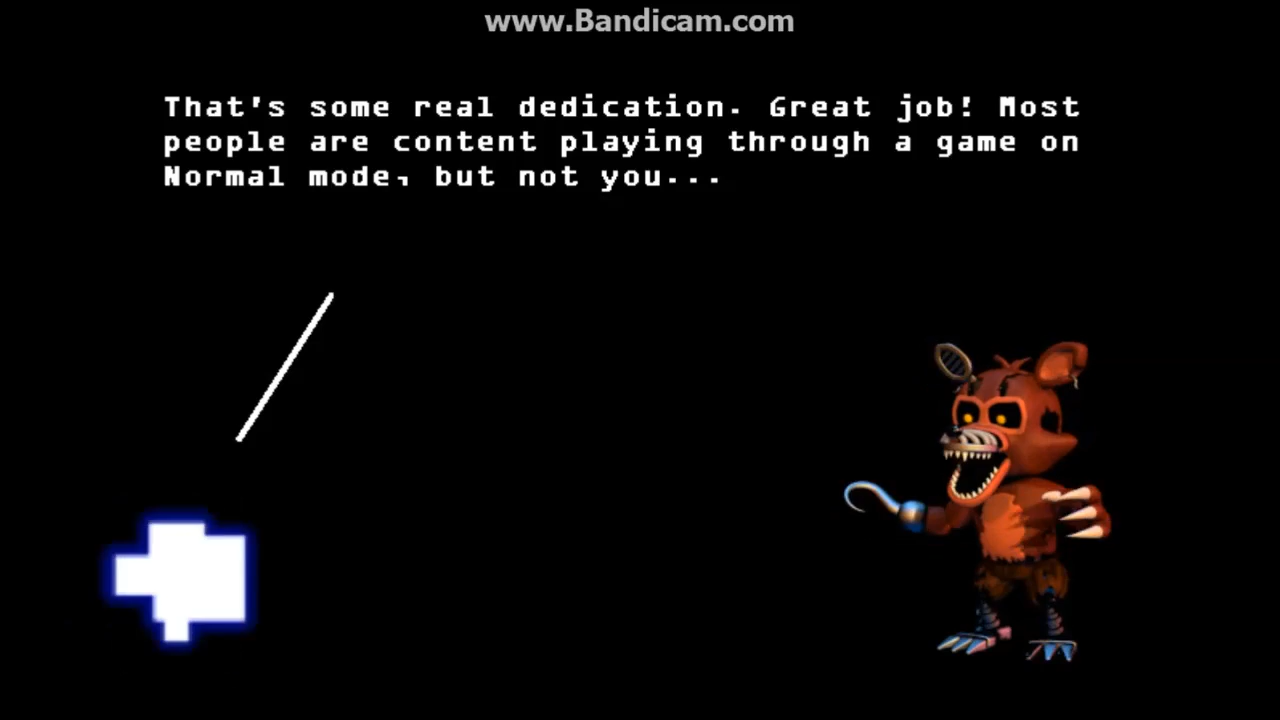 www.Bandicam.com
That's some real dedication. Great job! Most
people are content playing through a game on
Normal mode, but not you...